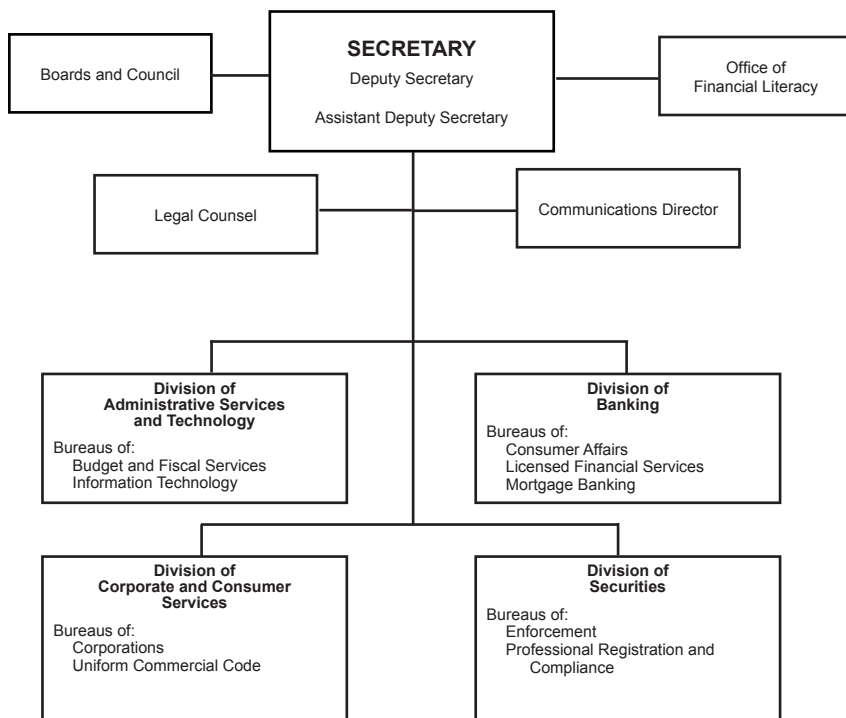 SECRETARY
Deputy Secretary
Assistant Deputy Secretary
Boards and Council
Office of
Financial Literacy
Legal Counsel
Communications Director
Division of
Administrative Services
and Technology
Bureaus of:
Budget and Fiscal Services
Information Technology
Division of
Banking
Bureaus of:
Consumer Affairs
Licensed Financial Services
Mortgage Banking
Division of
Corporate and Consumer
Services
Bureaus of:
Corporations
Uniform Commercial Code
Division of
Securities
Bureaus of:
Enforcement
Professional Registration and
Compliance